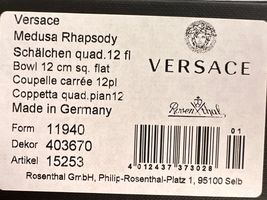 Versace
Medusa Rhapsody
Schälchen quad.12 fl
Bowl 12 cm sq. flat
Coupelle carrée 12pl
Coppetta quad.pian12
Made in Germany
VERSACE
Rosenthal
Form 11940
Dekor 403670
Artikel 15253
01
4 012437 373028
Rosenthal GmbH, Philip-Rosenthal-Platz 1, 95100 Selb